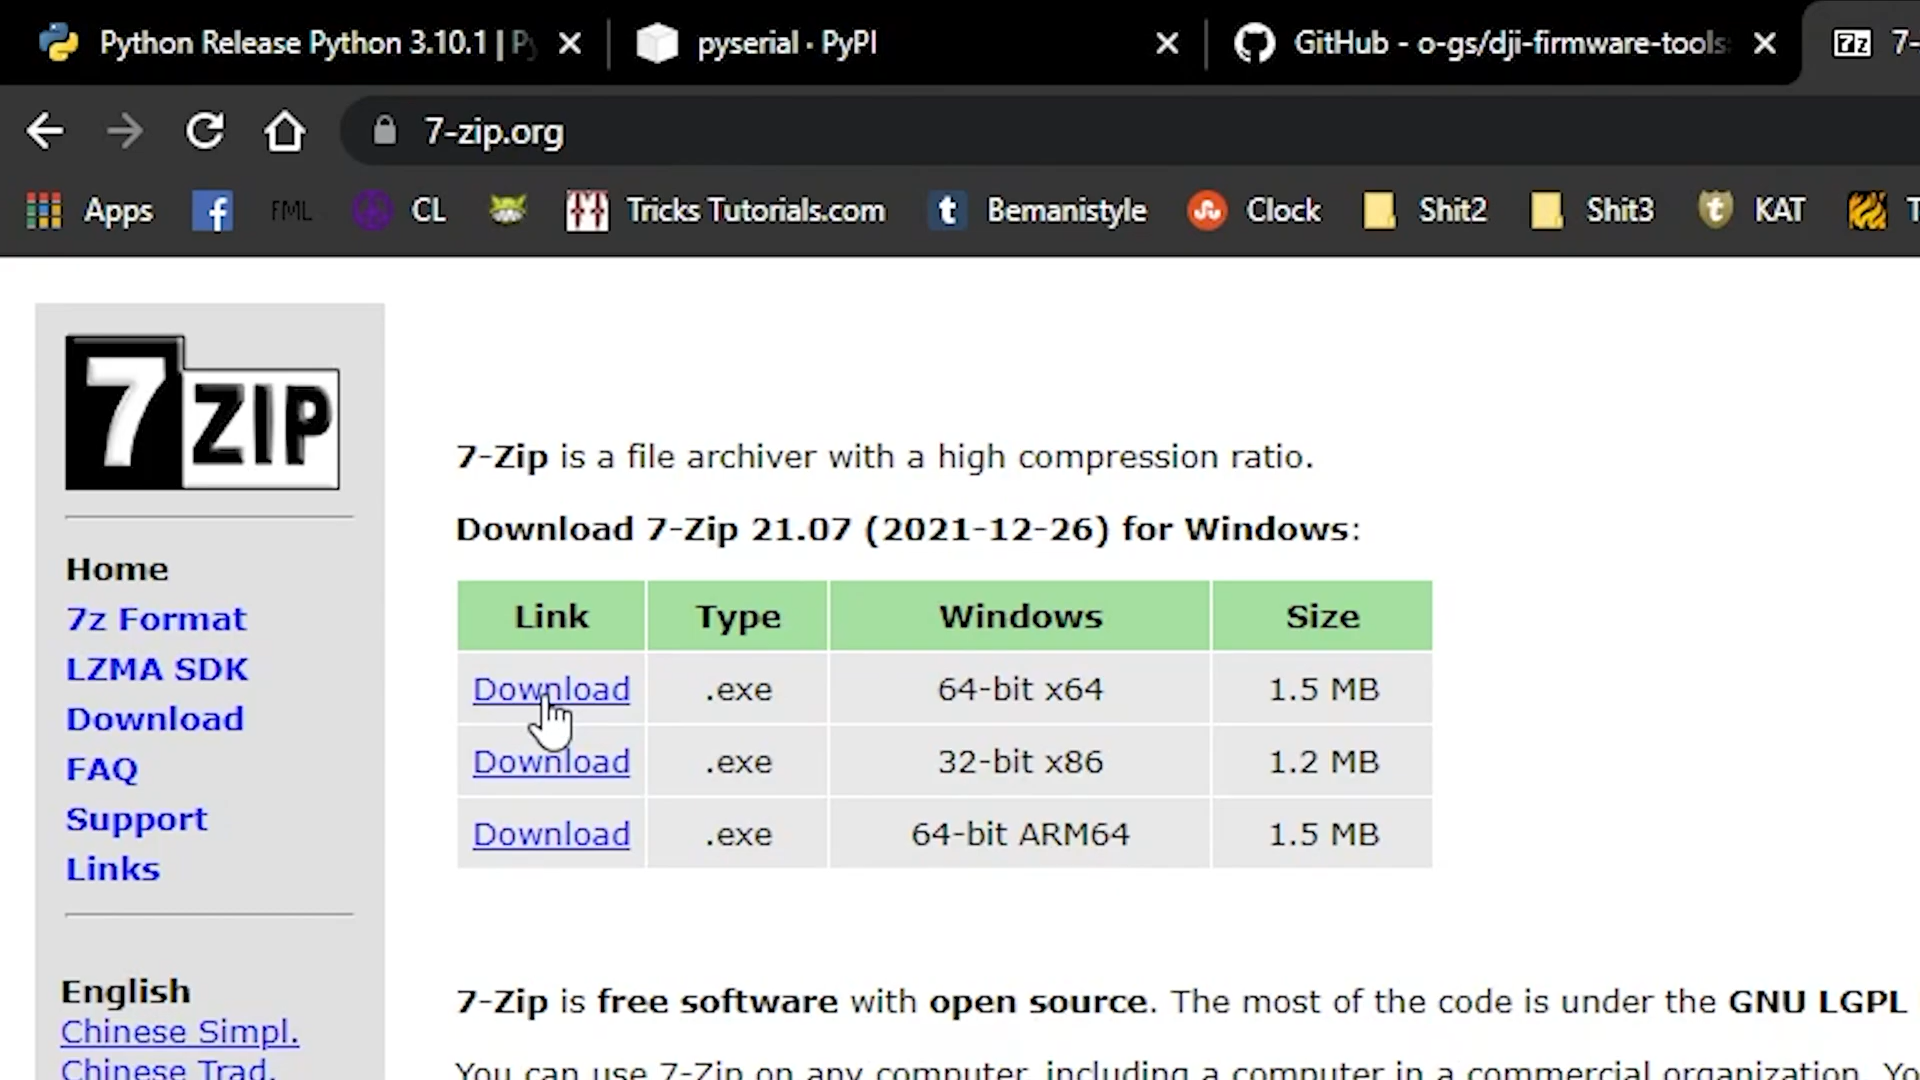 Python Release Python 3.10.1 | Py
pyserial · PyPI
GitHub - o-gs/dji-firmware-tools:
7z 7-
7-zip.org
Apps
FML
CL
Tricks Tutorials.com
Bemanistyle
Clock
Shit2
Shit3
KAT
T
7 ZIP
7-Zip is a file archiver with a high compression ratio.
Download 7-Zip 21.07 (2021-12-26) for Windows:
Link Type Windows Size
Download .exe 64-bit x64 1.5 MB
Download .exe 32-bit x86 1.2 MB
Download .exe 64-bit ARM64 1.5 MB
Home
7z Format
LZMA SDK
Download
FAQ
Support
Links
English
Chinese Simpl.
Chinese Trad.
7-Zip is free software with open source. The most of the code is under the GNU LGPL
You can use 7-Zip on any computer, including a computer in a commercial organization. Yo